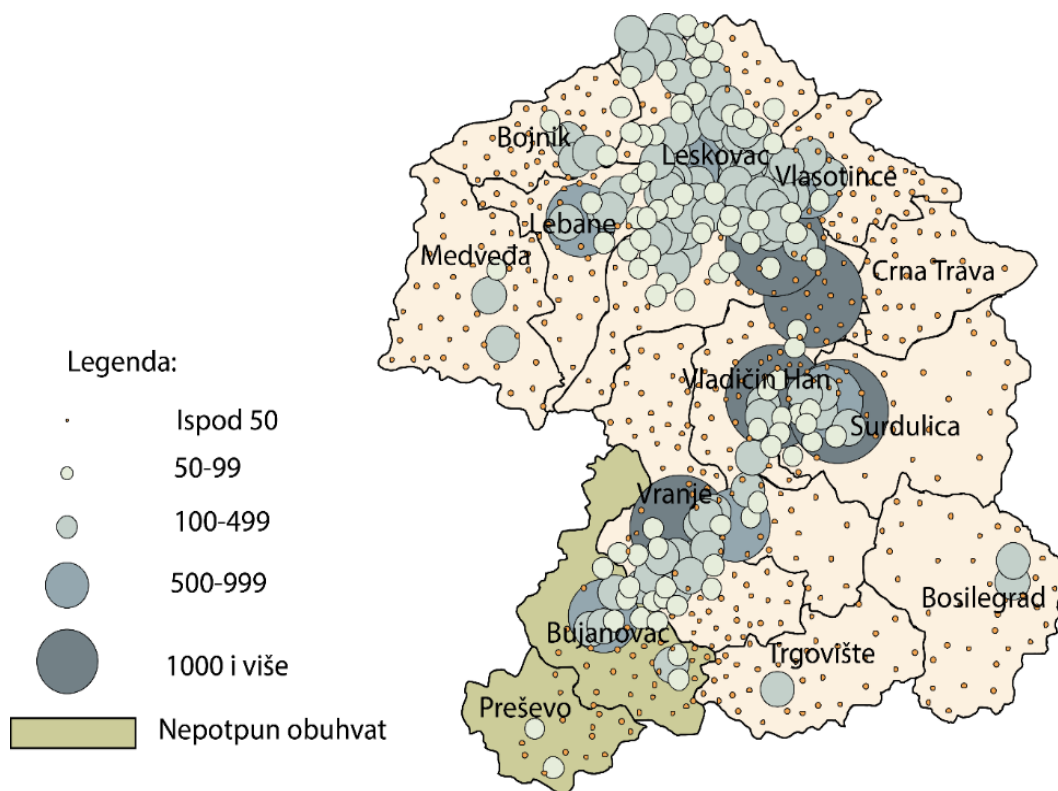 Bojnik
Leskovac
Vlasotince
Lebane
Medveđa
Crna Trava
Legenda:
Vladičin Han
Ispod 50
Surdulica
50-99
Vranje
100-499
500-999
Bosilegrad
Bujanovac
Trgovište
1000 i više
Preševo
Nepotpun obuhvat